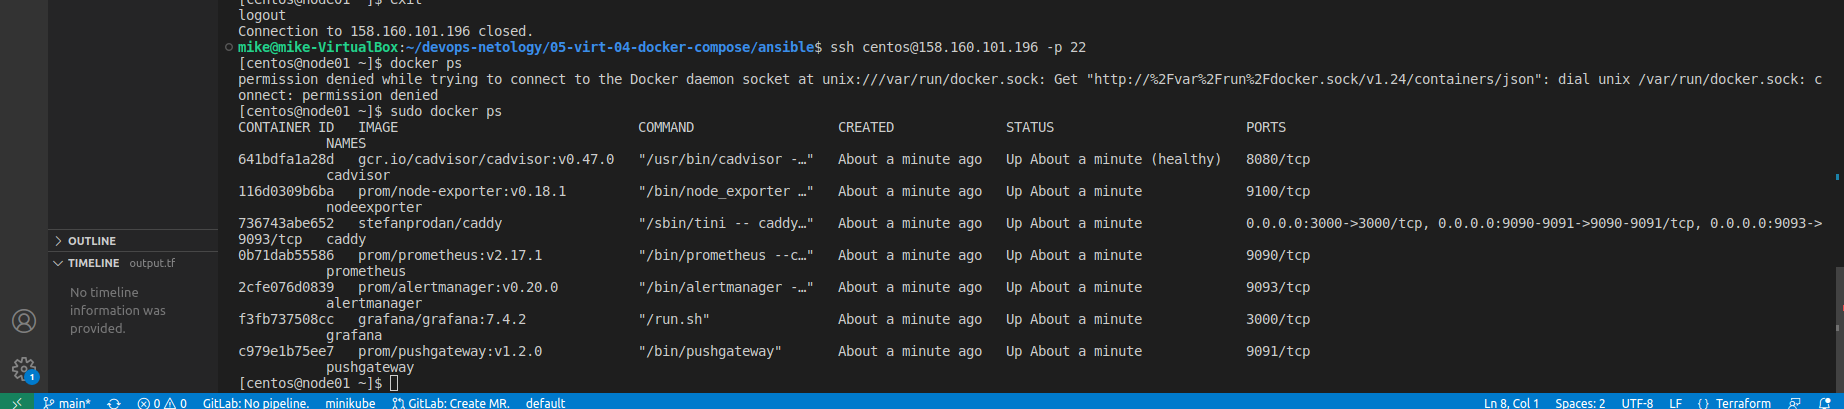 [centos@node01 ~]$ exit
logout
Connection to 158.160.101.196 closed.
mike@mike-VirtualBox:~/devops-netology/05-virt-04-docker-compose/ansible$ ssh centos@158.160.101.196 -p 22
[centos@node01 ~]$ docker ps
permission denied while trying to connect to the Docker daemon socket at unix:///var/run/docker.sock: Get "http://%2Fvar%2Frun%2Fdocker.sock/v1.24/containers/json": dial unix /var/run/docker.sock: c
onnect: permission denied
[centos@node01 ~]$ sudo docker ps
CONTAINER ID   IMAGE                              COMMAND                  CREATED              STATUS                        PORTS
           NAMES
641bdfa1a28d   gcr.io/cadvisor/cadvisor:v0.47.0   "/usr/bin/cadvisor -…"   About a minute ago   Up About a minute (healthy)   8080/tcp
           cadvisor
116d0309b6ba   prom/node-exporter:v0.18.1         "/bin/node_exporter …"   About a minute ago   Up About a minute             9100/tcp
           nodeexporter
736743abe652   stefanprodan/caddy                 "/sbin/tini -- caddy…"   About a minute ago   Up About a minute             0.0.0.0:3000->3000/tcp, 0.0.0.0:9090-9091->9090-9091/tcp, 0.0.0.0:9093->
9093/tcp   caddy
0b71dab55586   prom/prometheus:v2.17.1            "/bin/prometheus --c…"   About a minute ago   Up About a minute             9090/tcp
           prometheus
2cfe076d0839   prom/alertmanager:v0.20.0          "/bin/alertmanager -…"   About a minute ago   Up About a minute             9093/tcp
           alertmanager
f3fb737508cc   grafana/grafana:7.4.2              "/run.sh"                About a minute ago   Up About a minute             3000/tcp
           grafana
c979e1b75ee7   prom/pushgateway:v1.2.0            "/bin/pushgateway"       About a minute ago   Up About a minute             9091/tcp
           pushgateway
[centos@node01 ~]$
OUTLINE
TIMELINE output.tf
No timeline
information was
provided.
1
main* 0 0 GitLab: No pipeline. minikube GitLab: Create MR. default Ln 8, Col 1 Spaces: 2 UTF-8 LF {} Terraform